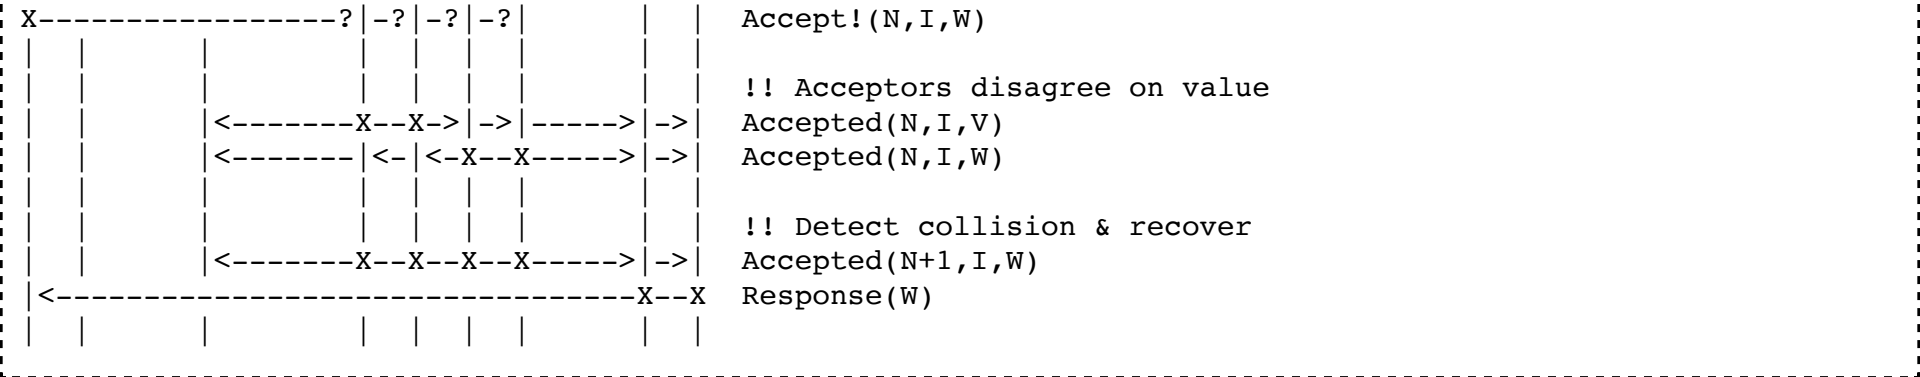 X-----------------?|-?|-?|-?|      |  |  Accept!(N,I,W)
|  |      |        |  |  |  |      |  |
|  |      |        |  |  |  |      |  |  !! Acceptors disagree on value
|  |      |<-------X--X->|->|----->|->|  Accepted(N,I,V)
|  |      |<-------|<-|<-X--X----->|->|  Accepted(N,I,W)
|  |      |        |  |  |  |      |  |
|  |      |        |  |  |  |      |  |  !! Detect collision & recover
|  |      |<-------X--X--X--X----->|->|  Accepted(N+1,I,W)
|<---------------------------------X--X  Response(W)
|  |      |        |  |  |  |      |  |